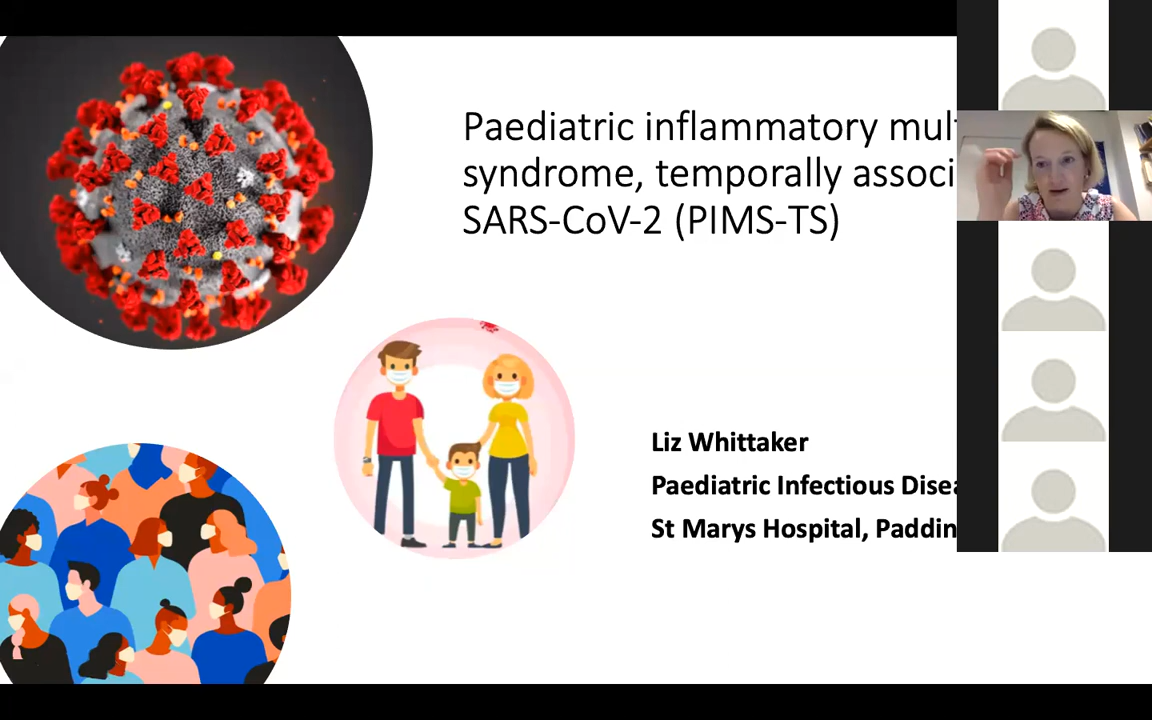 Paediatric inflammatory mul
syndrome, temporally associ
SARS-CoV-2 (PIMS-TS)
Liz Whittaker
Paediatric Infectious Disea
St Marys Hospital, Paddin